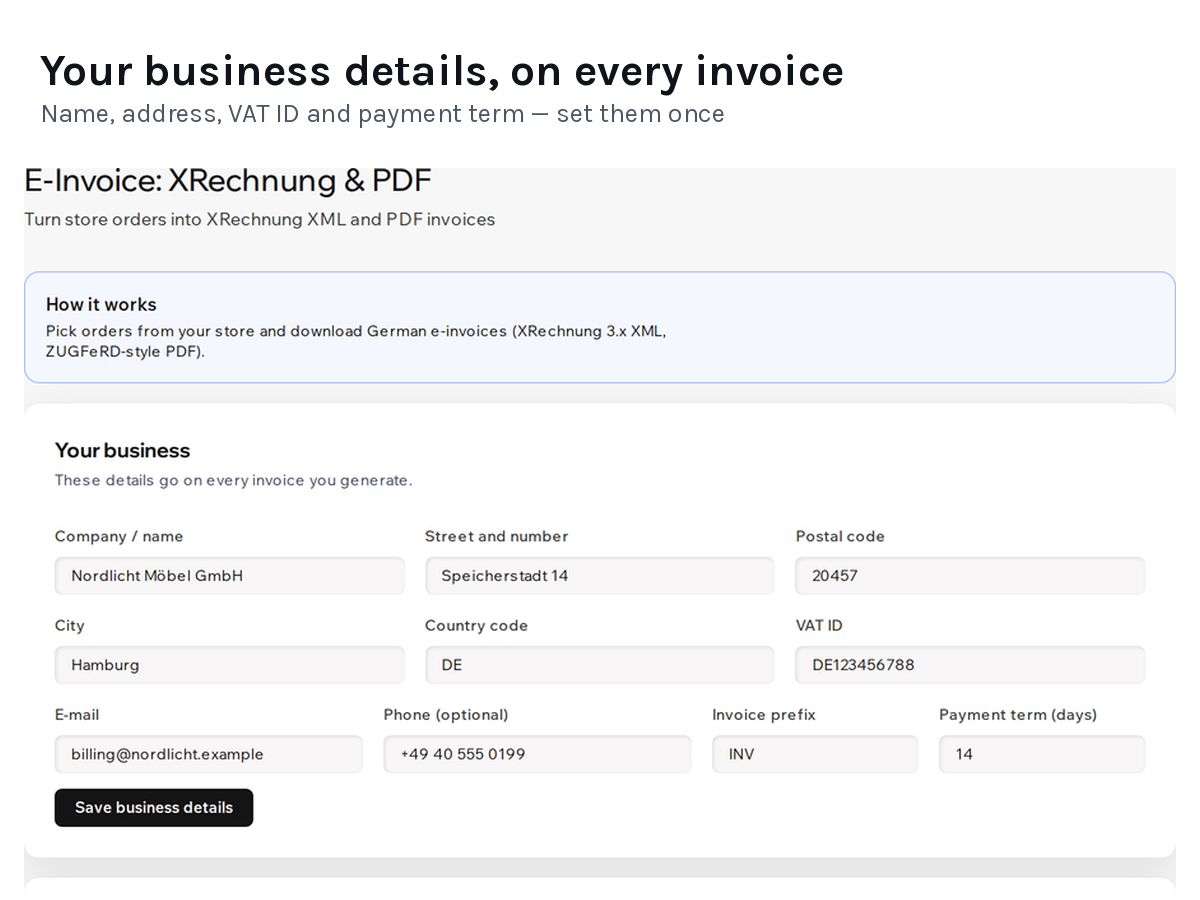 Your business details, on every invoice
Name, address, VAT ID and payment term — set them once
E-Invoice: XRechnung & PDF
Turn store orders into XRechnung XML and PDF invoices
How it works
Pick orders from your store and download German e-invoices (XRechnung 3.x XML,
ZUGFeRD-style PDF).
Your business
These details go on every invoice you generate.
Company / name
Street and number
Postal code
Nordlicht Möbel GmbH
Speicherstadt 14
20457
City
Country code
VAT ID
Hamburg
DE
DE123456788
E-mail
Phone (optional)
Invoice prefix
Payment term (days)
billing@nordlicht.example
+49 40 555 0199
INV
14
Save business details